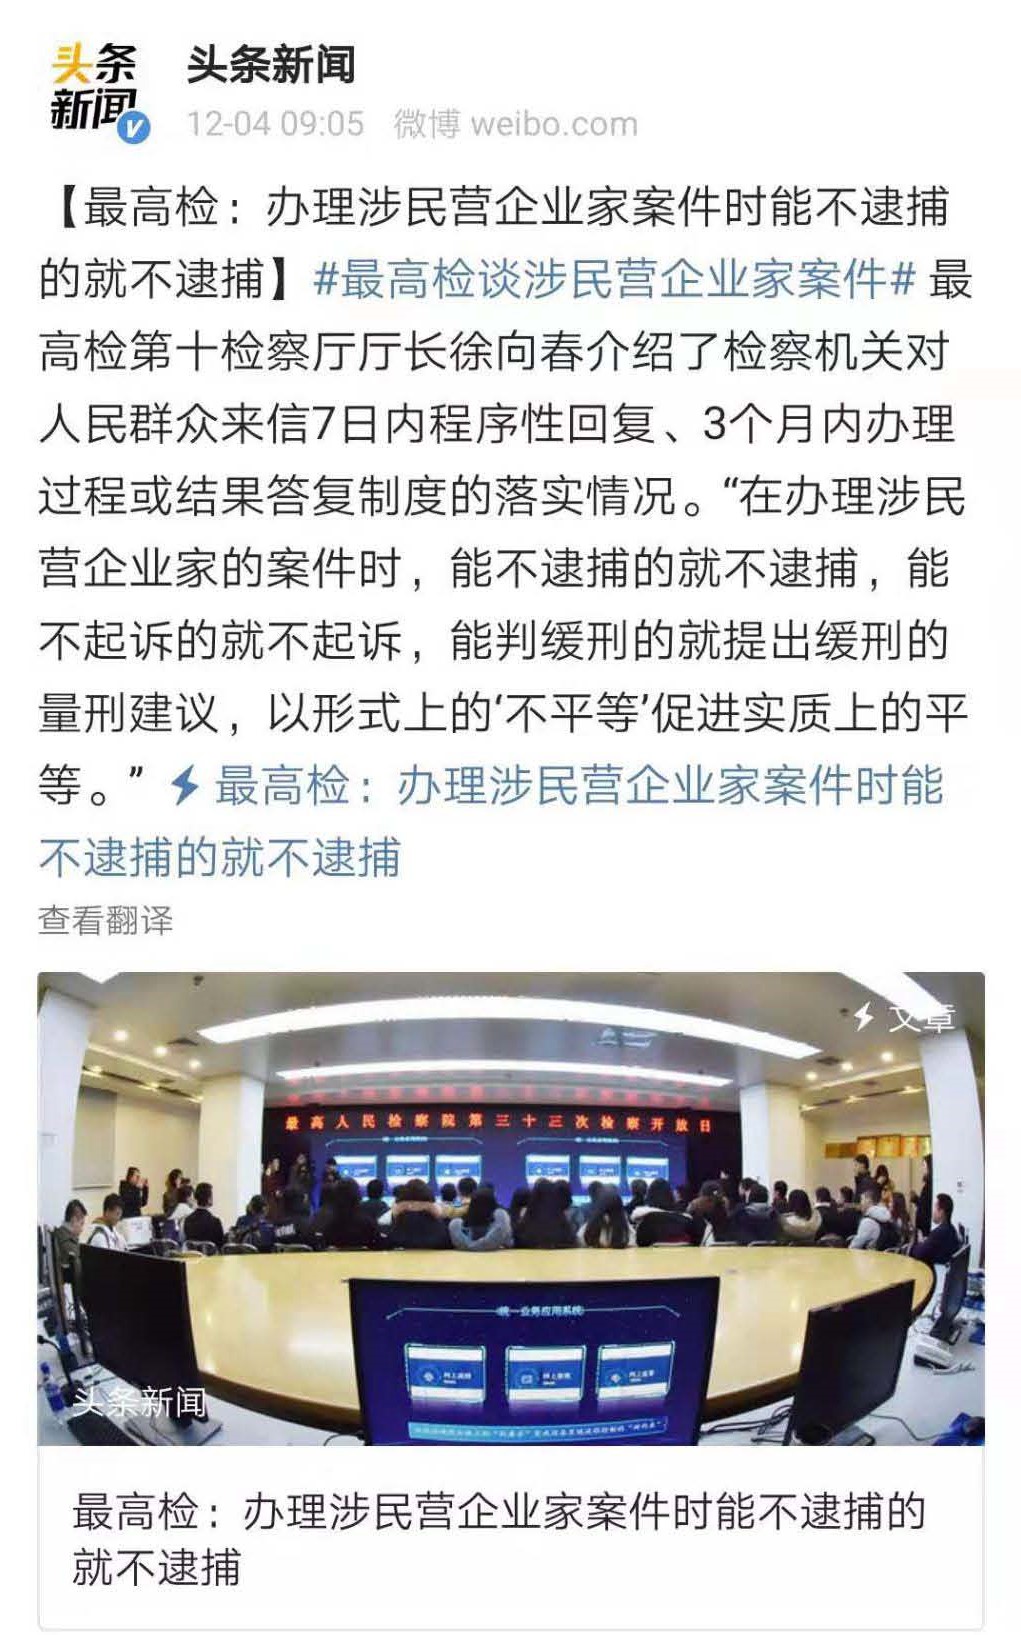 头条
新闻
头条新闻
12-04 09:05 微博 weibo.com
【最高检：办理涉民营企业家案件时能不逮捕
的就不逮捕】#最高检谈涉民营企业家案件# 最
高检第十检察厅厅长徐向春介绍了检察机关对
人民群众来信7日内程序性回复、3个月内办理
过程或结果答复制度的落实情况。“在办理涉民
营企业家的案件时，能不逮捕的就不逮捕，能
不起诉的就不起诉，能判缓刑的就提出缓刑的
量刑建议，以形式上的‘不平等’促进实质上的平
等。” 最高检：办理涉民营企业家案件时能
不逮捕的就不逮捕
查看翻译
文章
最高人民检察院第三十三次检察开放日
统一业务应用系统
头条新闻
最高检：办理涉民营企业家案件时能不逮捕的
就不逮捕